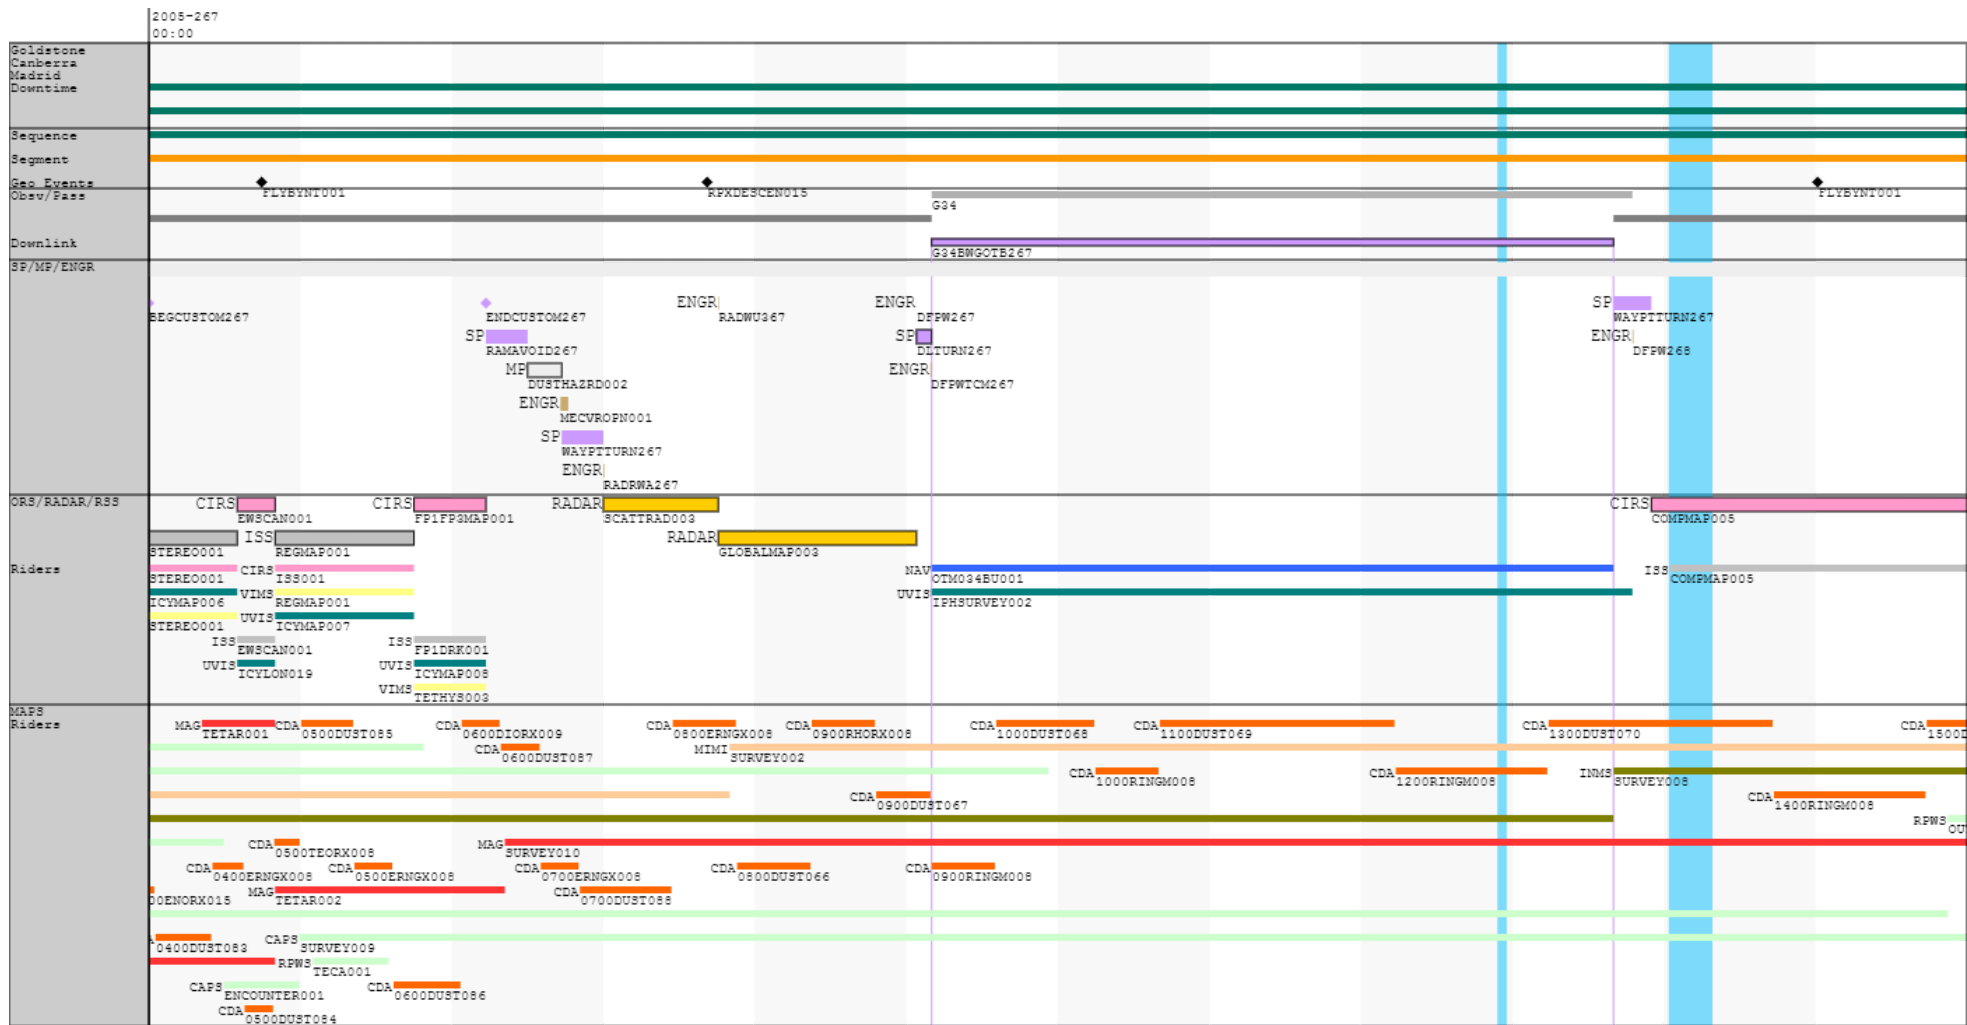 2005-267
00:00
Goldstone
Canberra
Madrid
Downtime
Sequence
Segment
Geo Events
FLYBYNT001 RPXDESCEN015 FLYBYNT001
Obsv/Pass
G34
Downlink
G34BWGOTB267
SP/MP/ENGR
ENGR ENGR SP
BEGCUSTOM267 ENDCUSTOM267 RADWU367 DFPW267 WAYPTTURN267
SP SP ENGR
RAMAVOID267 DLTURN267 DFPW268
MP ENGR
DUSTHAZRD002 DFPWTCM267
ENGR
MECVROPN001
SP
WAYPTTURN267
ENGR
RADRWA267
ORS/RADAR/RSS CIRS CIRS RADAR CIRS
EWSCAN001 FP1FP3MAP001 SCATTRAD003 COMPMAP005
ISS RADAR
STEREO001 REGMAP001 GLOBALMAP003
Riders CIRS NAV ISS
STEREO001 ISS001 OTM034BU001 COMPMAP005
VIMS UVIS
ICYMAP006 REGMAP001 IPHSURVEY002
UVIS
STEREO001 ICYMAP007
ISS ISS
EWSCAN001 FP1DRK001
UVIS UVIS
ICYLON019 ICYMAP008
VIMS
TETHYS003
MAPS
Riders MAG CDA CDA CDA CDA CDA CDA CDA CDA
TETAR001 0500DUST085 0600DIORX009 0800ERNGX008 0900RHORX008 1000DUST068 1100DUST069 1300DUST070 1500D
CDA MIMI
0600DUST087 SURVEY002
CDA CDA INMS
1000RINGM008 1200RINGM008 SURVEY008
CDA CDA
0900DUST067 1400RINGM008
RPWS
OU
CDA MAG
0500TEORX008 SURVEY010
CDA CDA CDA CDA CDA
0400ERNGX008 0500ERNGX008 0700ERNGX008 0800DUST066 0900RINGM008
MAG CDA
00ENORX015 TETAR002 0700DUST088
CAPS
0400DUST083 SURVEY009
RPWS
TECA001
CAPS CDA
ENCOUNTER001 0600DUST086
CDA
0500DUST084